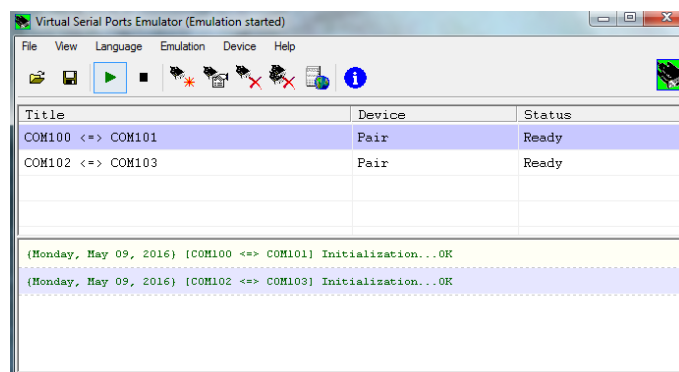 Virtual Serial Ports Emulator (Emulation started)
File View Language Emulation Device Help
Title Device Status
COM100 <=> COM101 Pair Ready
COM102 <=> COM103 Pair Ready
{Monday, May 09, 2016} [COM100 <=> COM101] Initialization...OK
{Monday, May 09, 2016} [COM102 <=> COM103] Initialization...OK